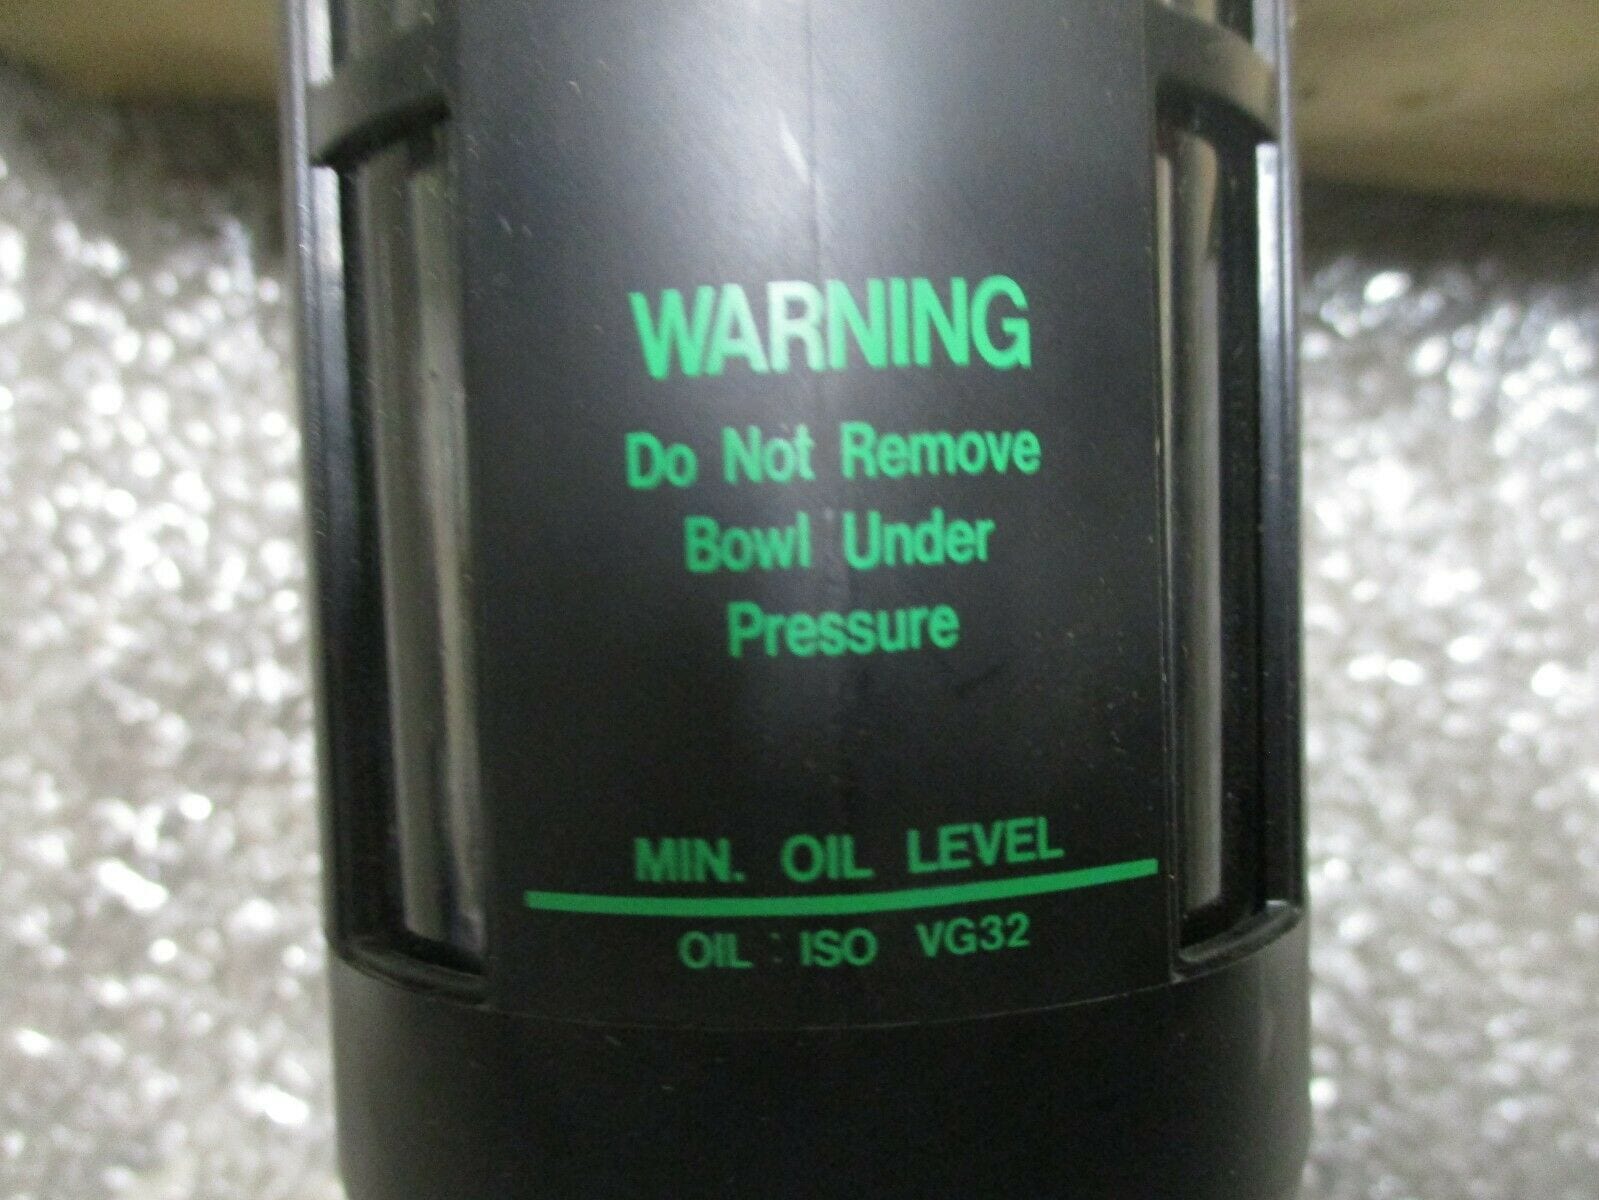 WARNING
Do Not Remove
Bowl Under
Pressure
MIN. OIL LEVEL
OIL : ISO VG32